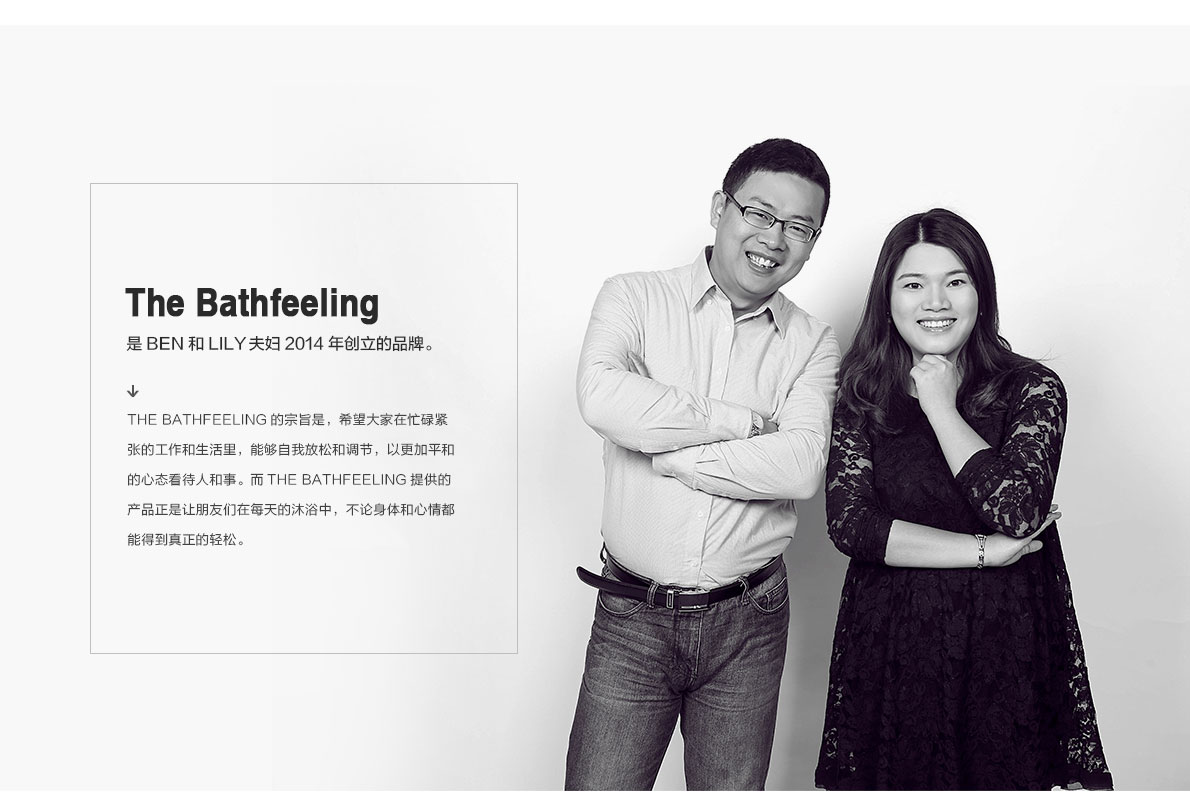 The Bathfeeling
是 BEN 和 LILY 夫妇 2014 年创立的品牌。
THE BATHFEELING 的宗旨是，希望大家在忙碌紧
张的工作和生活里，能够自我放松和调节，以更加平和
的心态看待人和事。而 THE BATHFEELING 提供的
产品正是让朋友们在每天的沐浴中，不论身体和心情都
能得到真正的轻松。